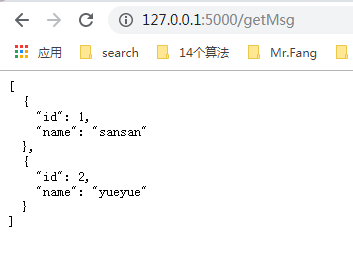 127.0.0.1:5000/getMsg
应用 search 14个算法 Mr.Fang
[
  {
    "id": 1,
    "name": "sansan"
  },
  {
    "id": 2,
    "name": "yueyue"
  }
]